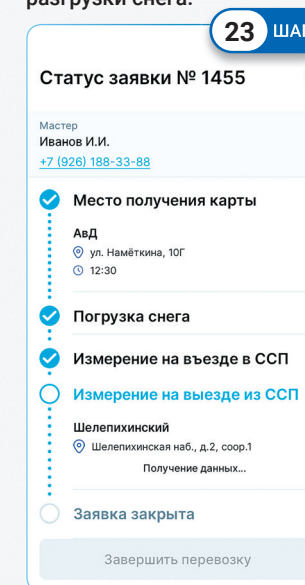 разгрузки снега.
23 ШАГ
Статус заявки № 1455
Мастер
Иванов И.И.
+7 (926) 188-33-88
Место получения карты
АвД
ул. Намёткина, 10Г
12:30
Погрузка снега
Измерение на въезде в ССП
Измерение на выезде из ССП
Шелепихинский
Шелепихинская наб., д.2, соор.1
Получение данных...
Заявка закрыта
Завершить перевозку